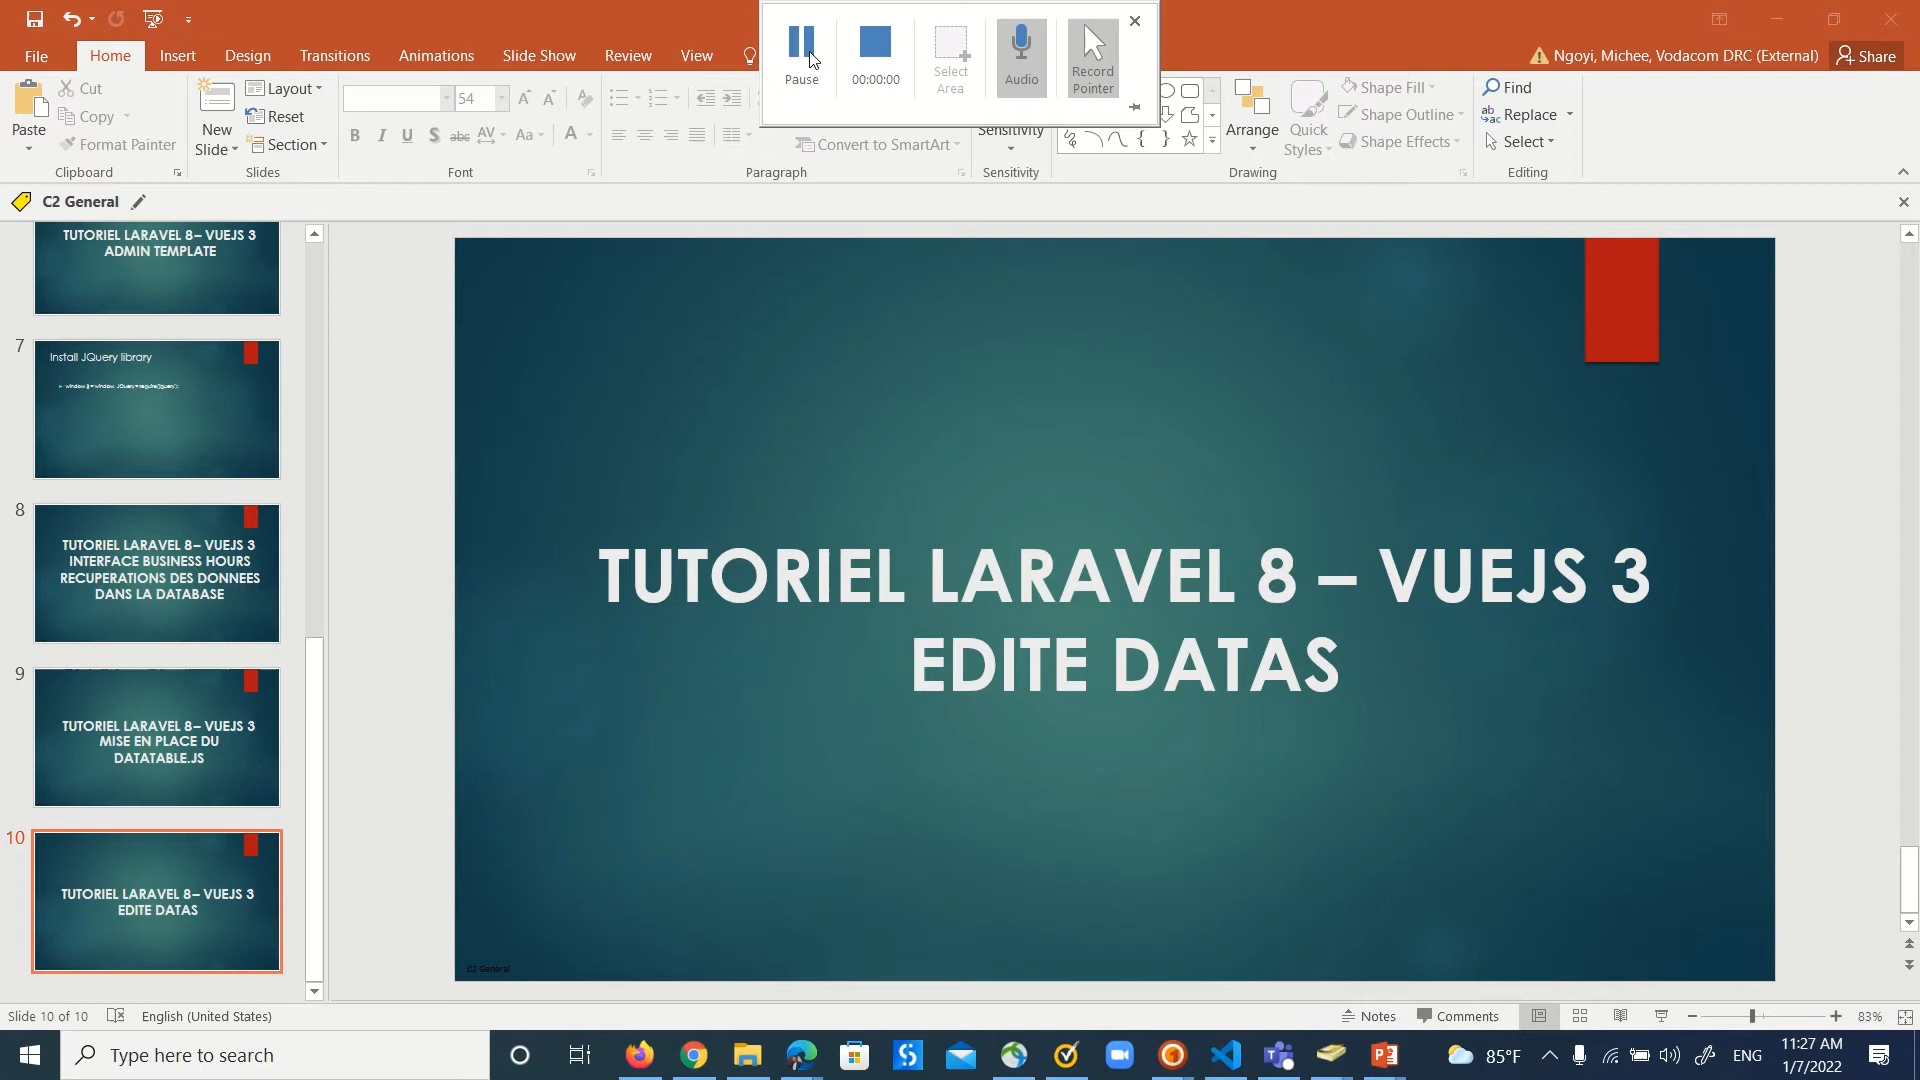 Pause
00:00:00
Select
Area
Audio
Record
Pointer
File
Home
Insert
Design
Transitions
Animations
Slide Show
Review
View
Ngoyi, Michee, Vodacom DRC (External)
Share
Paste
Cut
Copy
Format Painter
Clipboard
New
Slide
Layout
Reset
Section
Slides
54
B I U S abc AV Aa A
Font
Convert to SmartArt
Paragraph
Sensitivity
Sensitivity
Arrange
Quick
Styles
Shape Fill
Shape Outline
Shape Effects
Drawing
Find
Replace
Select
Editing
C2 General
TUTORIEL LARAVEL 8 – VUEJS 3
ADMIN TEMPLATE
7
Install JQuery library
8
TUTORIEL LARAVEL 8 – VUEJS 3
INTERFACE BUSINESS HOURS
RECUPERATIONS DES DONNEES
DANS LA DATABASE
9
TUTORIEL LARAVEL 8 – VUEJS 3
MISE EN PLACE DU
DATATABLE.JS
10
TUTORIEL LARAVEL 8 – VUEJS 3
EDITE DATAS
TUTORIEL LARAVEL 8 – VUEJS 3
EDITE DATAS
C2 General
Slide 10 of 10
English (United States)
Notes
Comments
83%
Type here to search
85°F
ENG
11:27 AM
1/7/2022